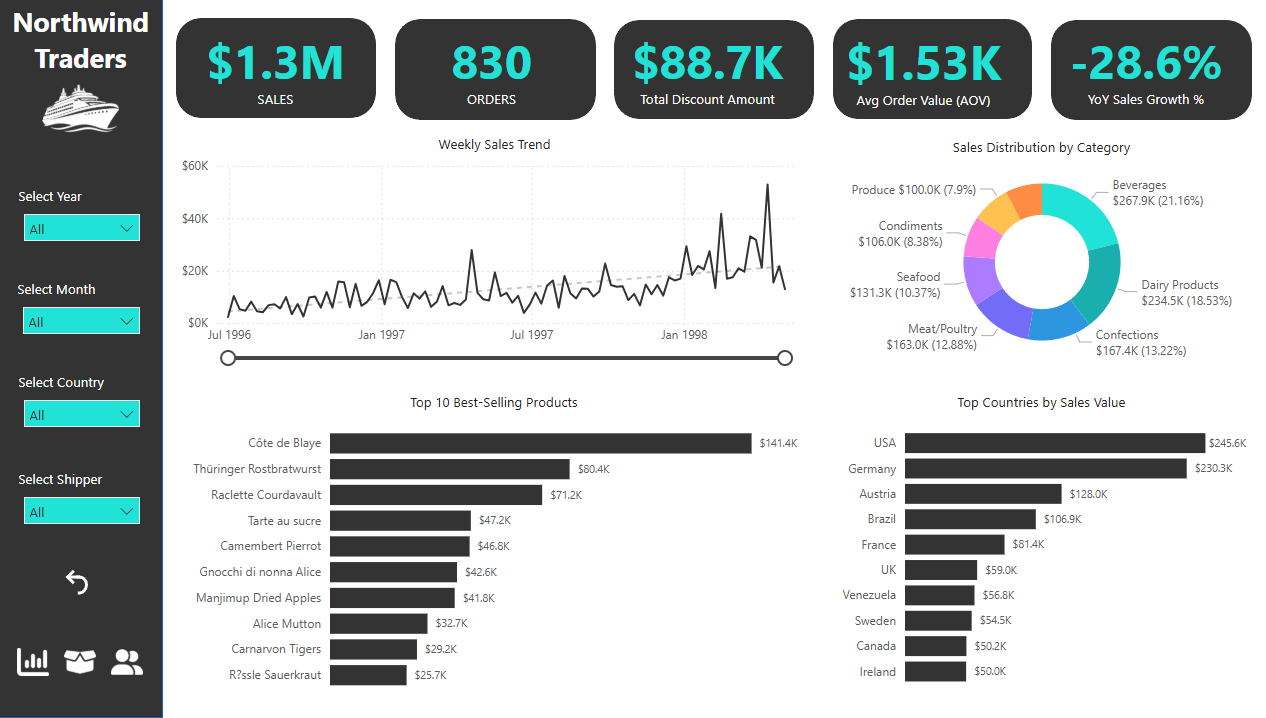 Northwind
Traders
Select Year
All
Select Month
All
Select Country
All
Select Shipper
All
$1.3M
SALES
830
ORDERS
$88.7K
Total Discount Amount
$1.53K
Avg Order Value (AOV)
-28.6%
YoY Sales Growth %
Weekly Sales Trend
$60K
$40K
$20K
$0K
Jul 1996
Jan 1997
Jul 1997
Jan 1998
Sales Distribution by Category
Beverages
$267.9K (21.16%)
Dairy Products
$234.5K (18.53%)
Confections
$167.4K (13.22%)
Meat/Poultry
$163.0K (12.88%)
Seafood
$131.3K (10.37%)
Condiments
$106.0K (8.38%)
Produce $100.0K (7.9%)
Top 10 Best-Selling Products
Côte de Blaye $141.4K
Thüringer Rostbratwurst $80.4K
Raclette Courdavault $71.2K
Tarte au sucre $47.2K
Camembert Pierrot $46.8K
Gnocchi di nonna Alice $42.6K
Manjimup Dried Apples $41.8K
Alice Mutton $32.7K
Carnarvon Tigers $29.2K
R?ssle Sauerkraut $25.7K
Top Countries by Sales Value
USA $245.6K
Germany $230.3K
Austria $128.0K
Brazil $106.9K
France $81.4K
UK $59.0K
Venezuela $56.8K
Sweden $54.5K
Canada $50.2K
Ireland $50.0K